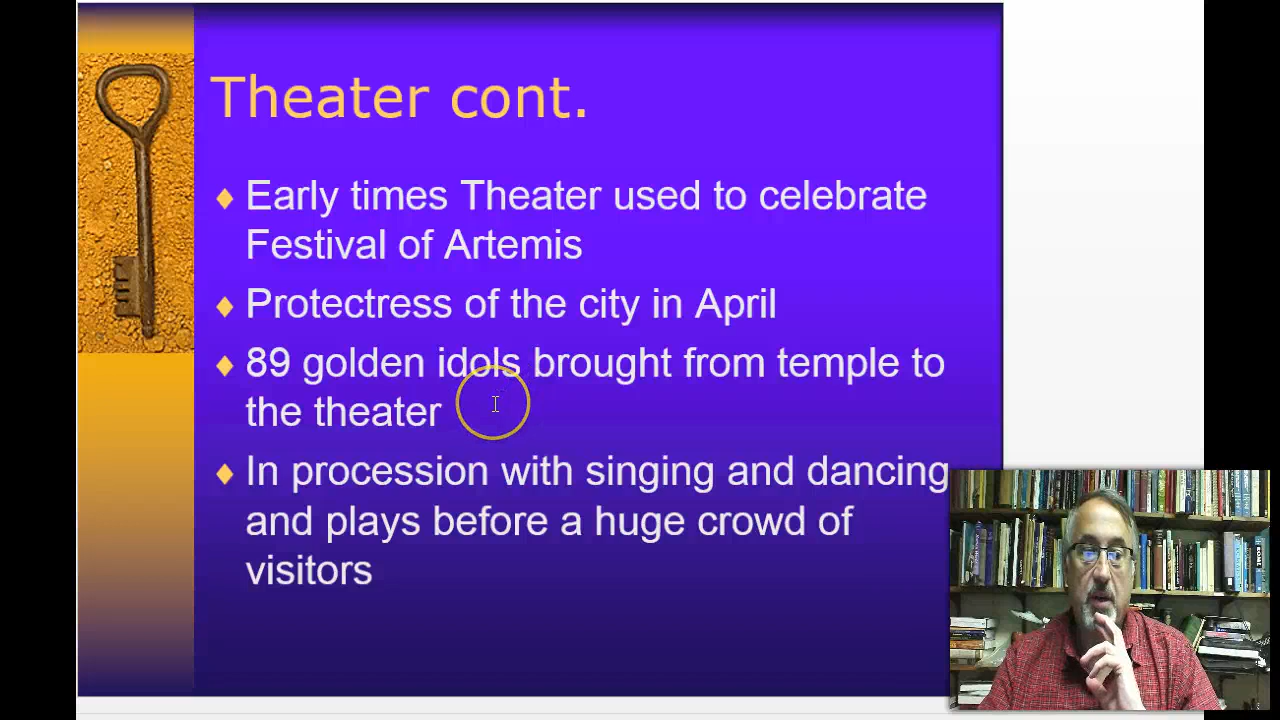 Theater cont.
Early times Theater used to celebrate
Festival of Artemis
Protectress of the city in April
89 golden idols brought from temple to
the theater
In procession with singing and dancing
and plays before a huge crowd of
visitors